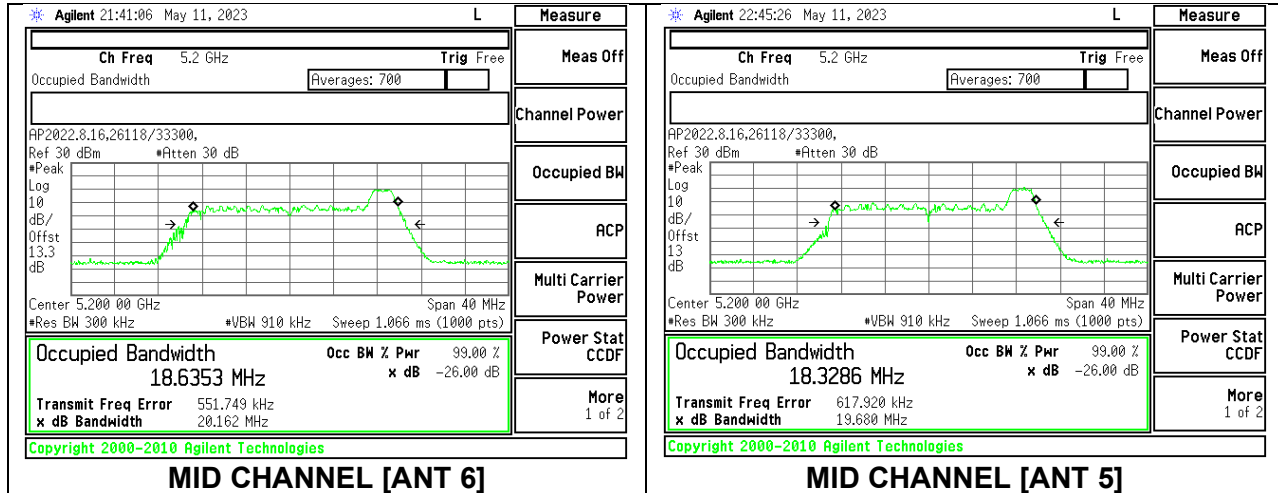 Agilent 21:41:06 May 11, 2023 L
Measure
Ch Freq 5.2 GHz Trig Free
Meas Off
Occupied Bandwidth Averages: 700
Channel Power
AP2022.8.16,26118/33300,
Ref 30 dBm #Atten 30 dB
#Peak
Log
10
dB/
Offst
13.3
dB
Occupied BW
ACP
Multi Carrier
Power
Center 5.200 00 GHz Span 40 MHz
#Res BW 300 kHz #VBW 910 kHz Sweep 1.066 ms (1000 pts)
Power Stat
CCDF
Occupied Bandwidth Occ BW % Pwr 99.00 %
18.6353 MHz x dB -26.00 dB
Transmit Freq Error 551.749 kHz
x dB Bandwidth 20.162 MHz
More
1 of 2
Copyright 2000-2010 Agilent Technologies
MID CHANNEL [ANT 6]
Agilent 22:45:26 May 11, 2023 L
Measure
Ch Freq 5.2 GHz Trig Free
Meas Off
Occupied Bandwidth Averages: 700
Channel Power
AP2022.8.16,26118/33300,
Ref 30 dBm #Atten 30 dB
#Peak
Log
10
dB/
Offst
13
dB
Occupied BW
ACP
Multi Carrier
Power
Center 5.200 00 GHz Span 40 MHz
#Res BW 300 kHz #VBW 910 kHz Sweep 1.066 ms (1000 pts)
Power Stat
CCDF
Occupied Bandwidth Occ BW % Pwr 99.00 %
18.3286 MHz x dB -26.00 dB
Transmit Freq Error 617.920 kHz
x dB Bandwidth 19.680 MHz
More
1 of 2
Copyright 2000-2010 Agilent Technologies
MID CHANNEL [ANT 5]